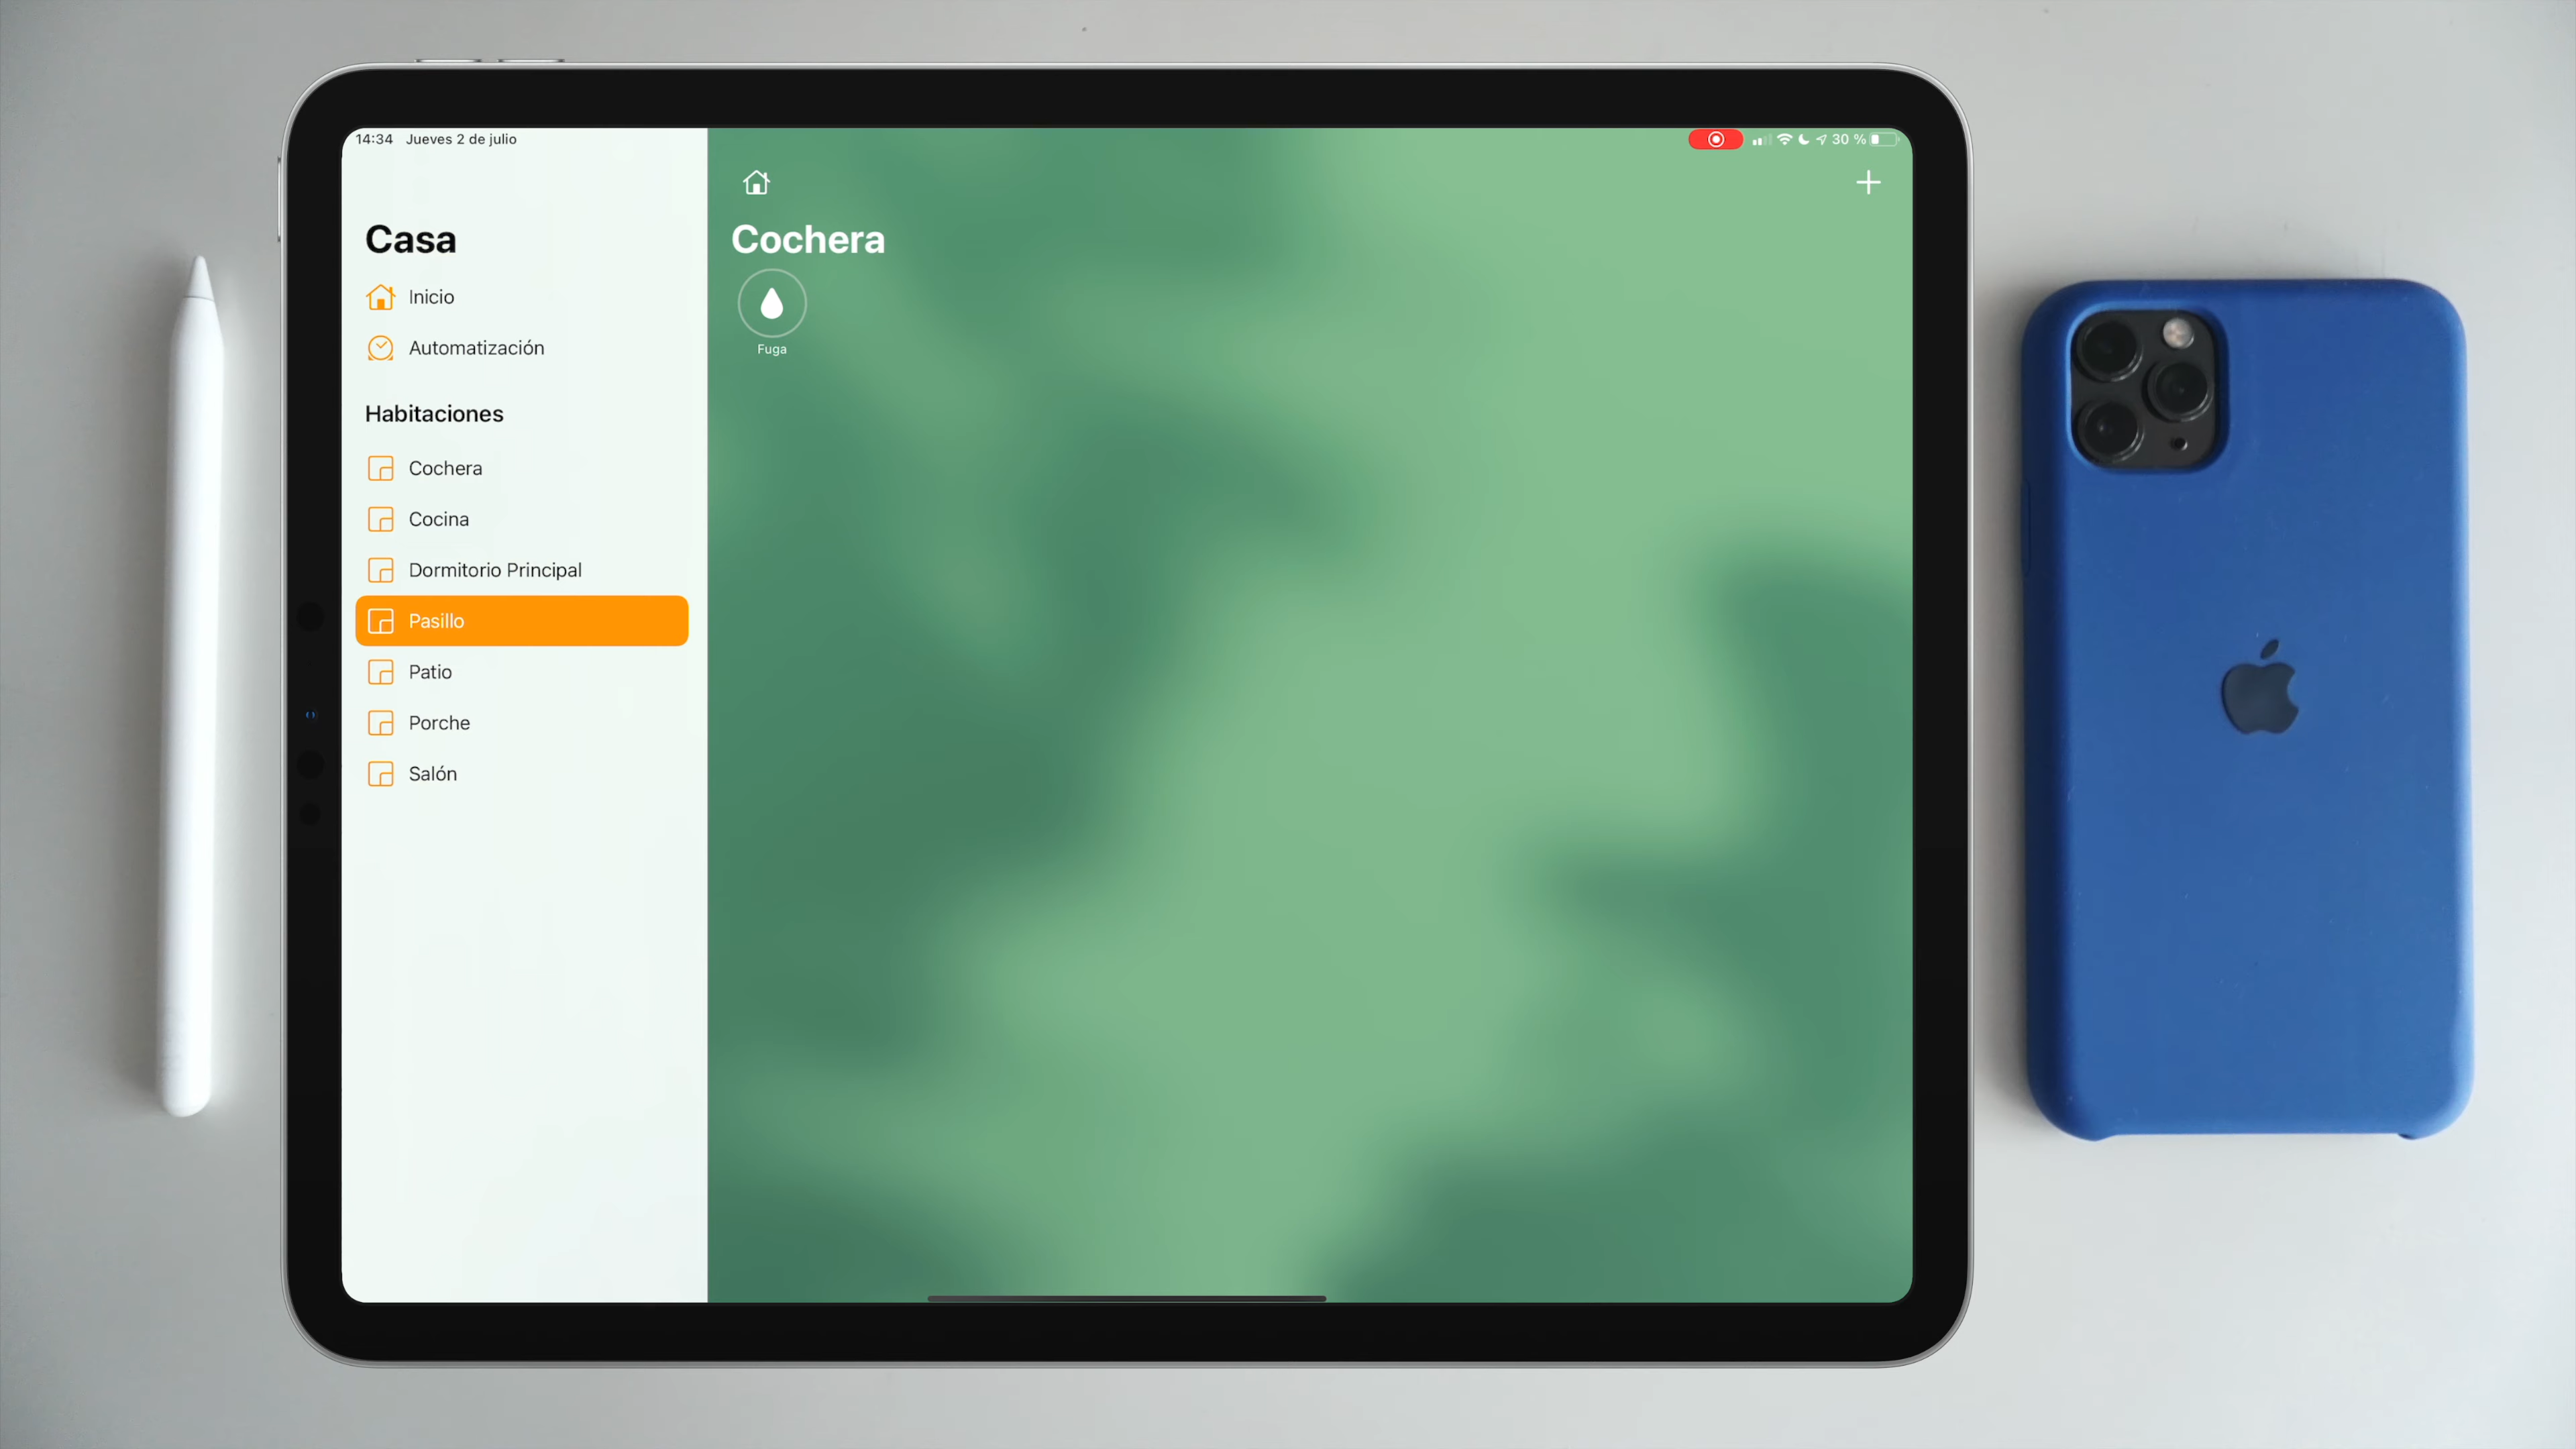 14:34 Jueves 2 de julio
30 %
Casa
Inicio
Automatización
Habitaciones
Cochera
Cocina
Dormitorio Principal
Pasillo
Patio
Porche
Salón
Cochera
Fuga